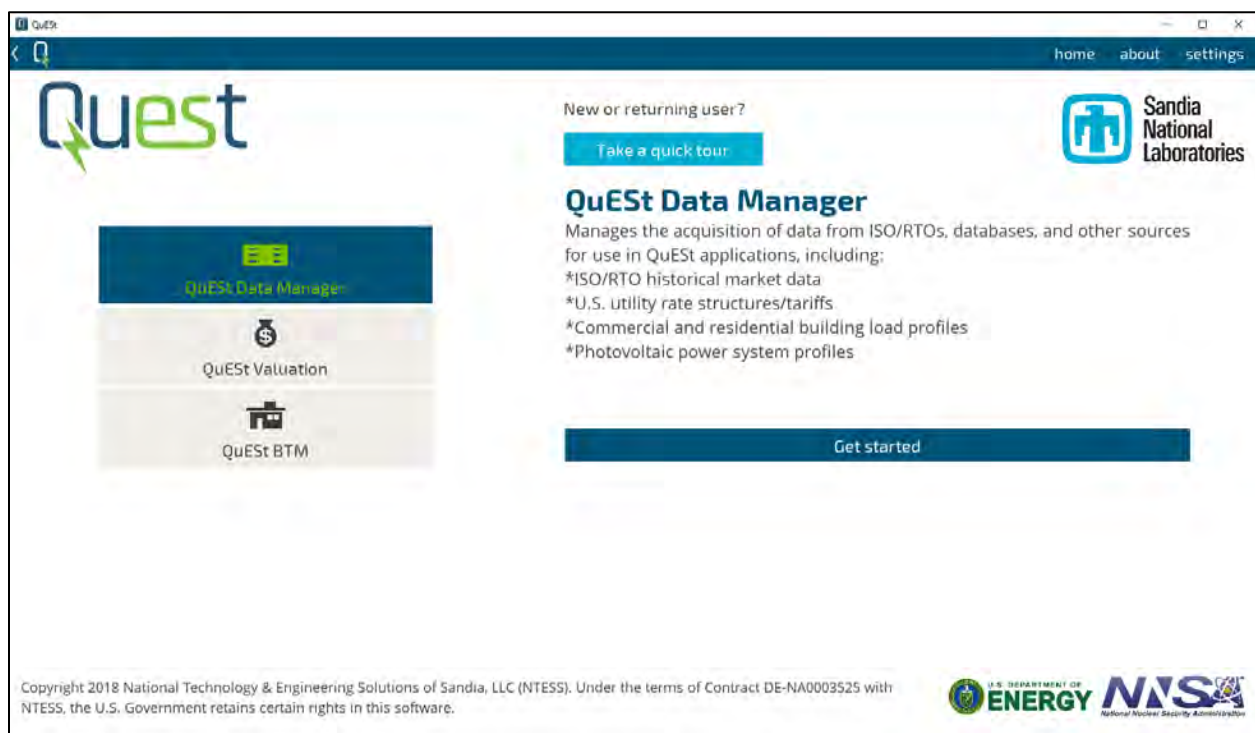 QuESt
home about settings
Quest
New or returning user?
Take a quick tour
Sandia
National
Laboratories
QuESt Data Manager
Manages the acquisition of data from ISO/RTOs, databases, and other sources
for use in QuESt applications, including:
*ISO/RTO historical market data
*U.S. utility rate structures/tariffs
*Commercial and residential building load profiles
*Photovoltaic power system profiles
QuESt Data Manager
QuESt Valuation
QuESt BTM
Get started
Copyright 2018 National Technology & Engineering Solutions of Sandia, LLC (NTESS). Under the terms of Contract DE-NA0003525 with
NTESS, the U.S. Government retains certain rights in this software.
U.S. DEPARTMENT OF
ENERGY
NNSA
National Nuclear Security Administration